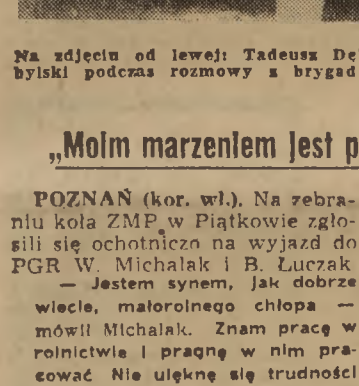 Na zdjęciu od lewej: Tadeusz Dę
bylski podczas rozmowy z brygad
„Moim marzeniem jest p
POZNAŃ (kor. wł.). Na zebra-
niu koła ZMP w Piątkowie zgło-
sili się ochotniczo na wyjazd do
PGR W. Michalak i B. Łuczak
— Jestem synem, jak dobrze
wiecie, małorolnego chłopa —
mówił Michalak. Znam pracę w
rolnictwie i pragnę w nim pra-
cować Nie ulęknę się trudności